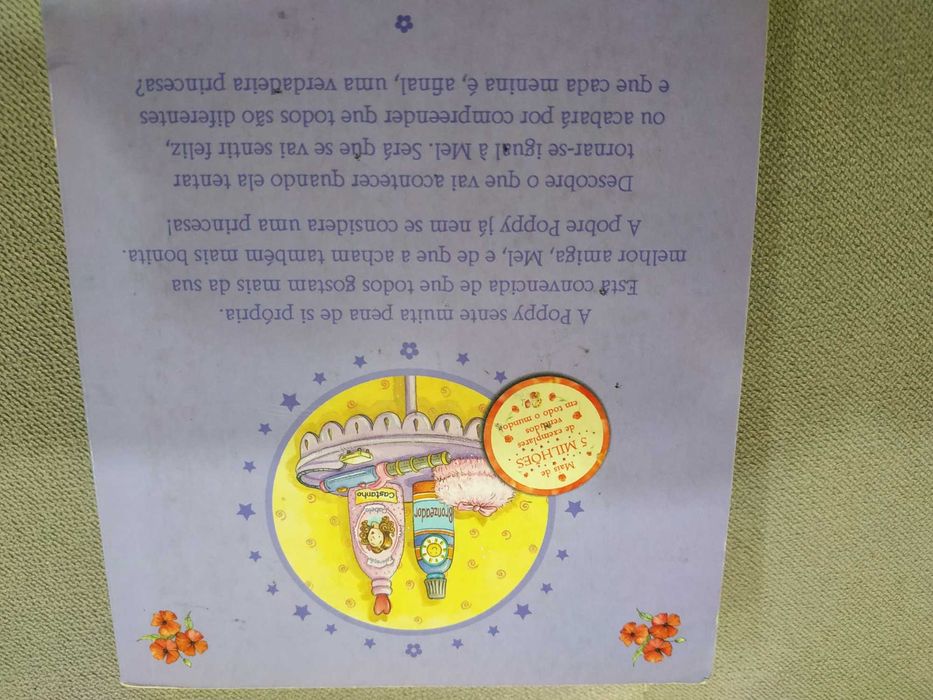 Bronzeador
Cabelo
Castanho
Mais de
5 MILHÕES
de exemplares
vendidos
em todo o mundo
A Poppy sente muita pena de si própria.
Está convencida de que todos gostam mais da sua
melhor amiga, Mel, e de que a acham também mais bonita.
A pobre Poppy já nem se considera uma princesa!
Descobre o que vai acontecer quando ela tentar
tornar-se igual à Mel. Será que se vai sentir feliz,
ou acabará por compreender que todos são diferentes
e que cada menina é, afinal, uma verdadeira princesa?